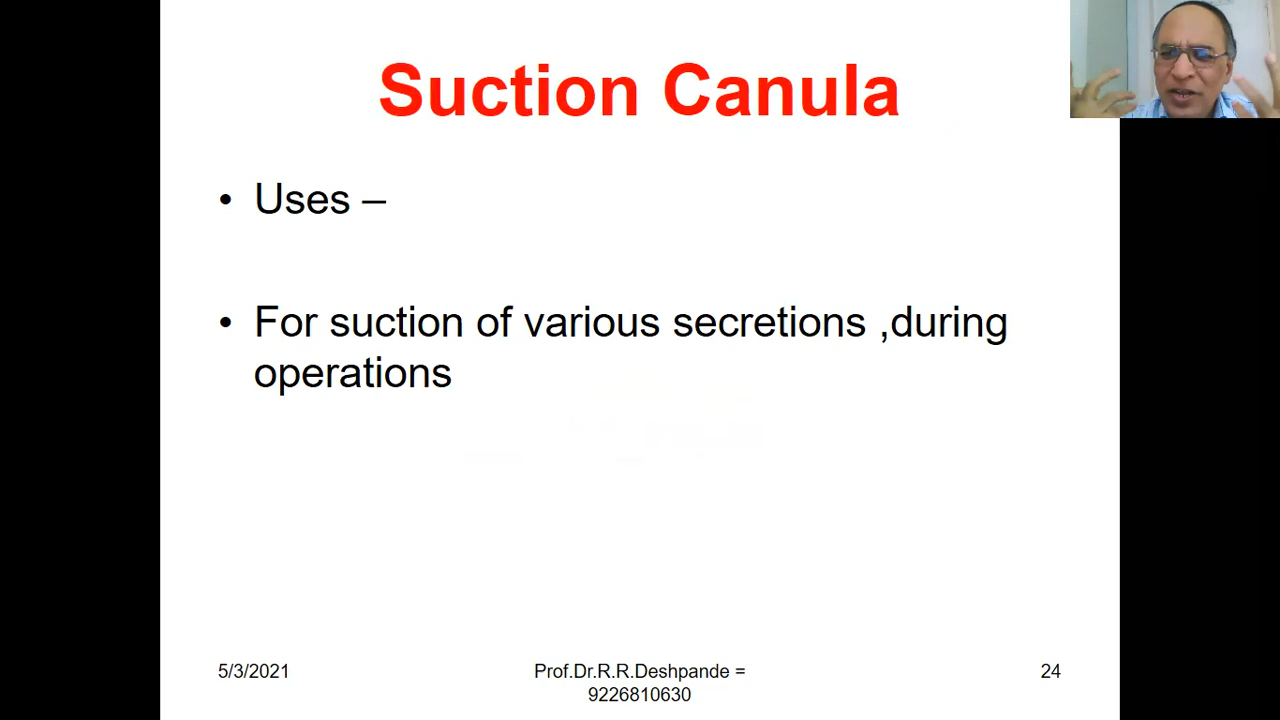 Suction Canula
• Uses –
• For suction of various secretions ,during
operations
5/3/2021
Prof.Dr.R.R.Deshpande =
9226810630
24